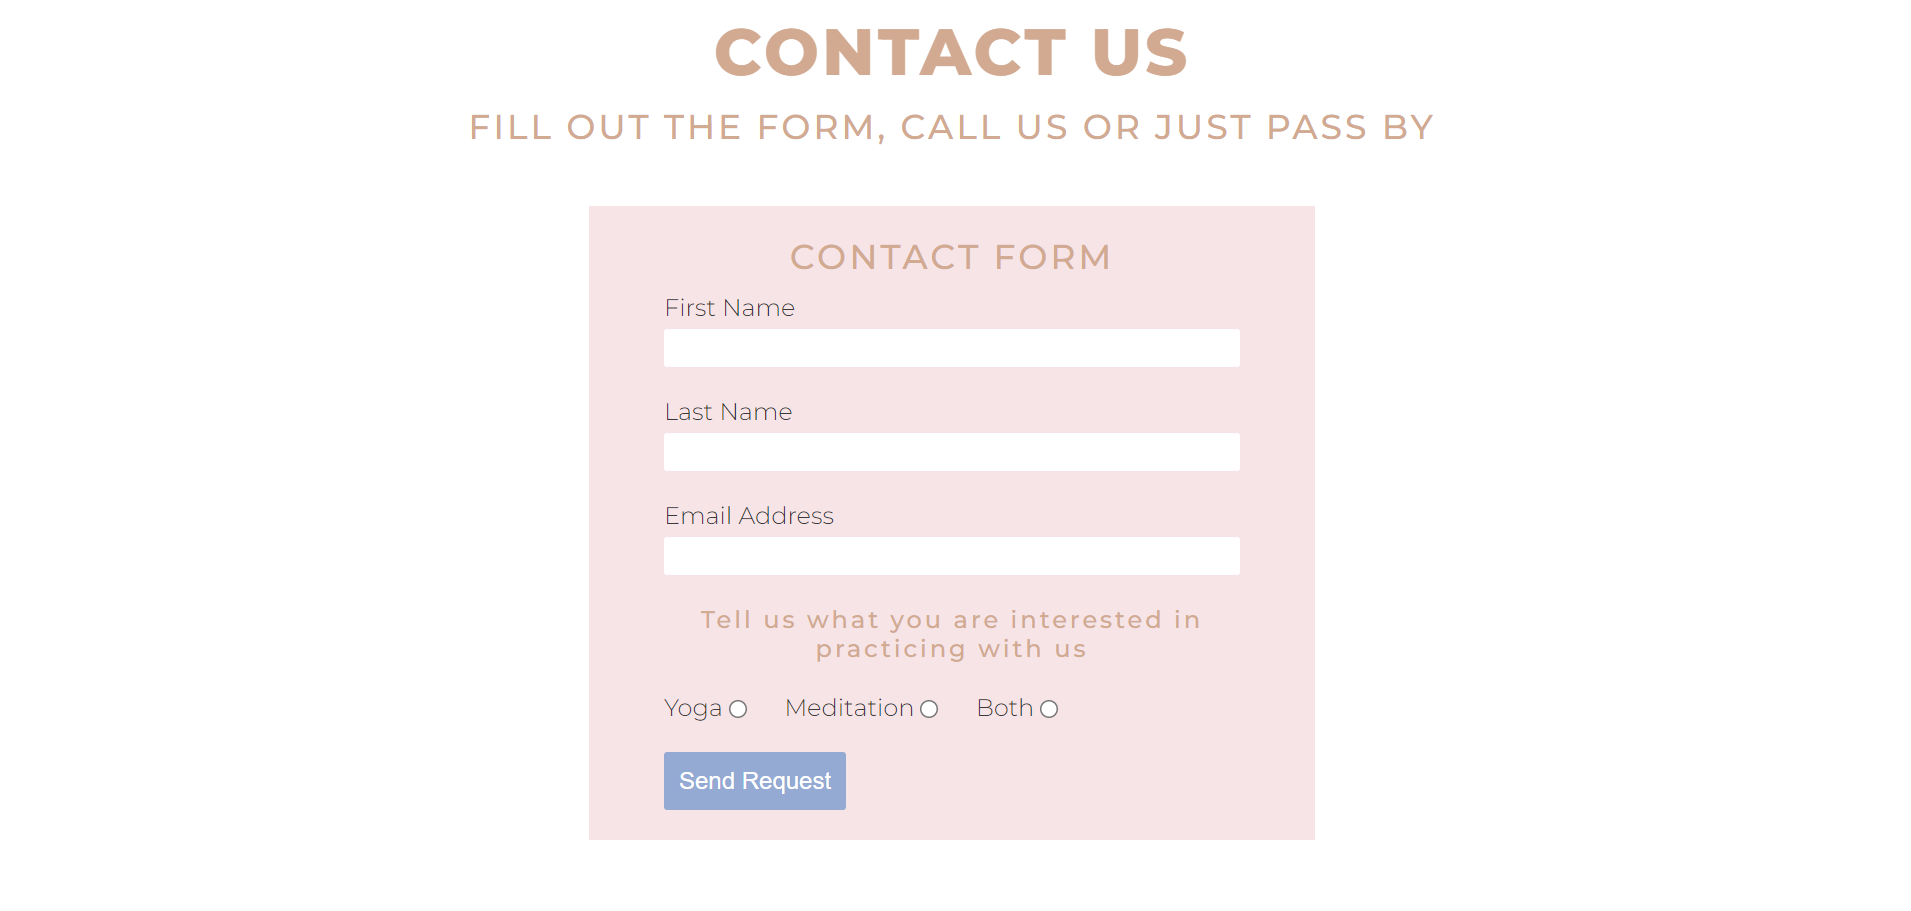 CONTACT US
FILL OUT THE FORM, CALL US OR JUST PASS BY
CONTACT FORM
First Name
Last Name
Email Address
Tell us what you are interested in
practicing with us
Yoga Meditation Both
Send Request